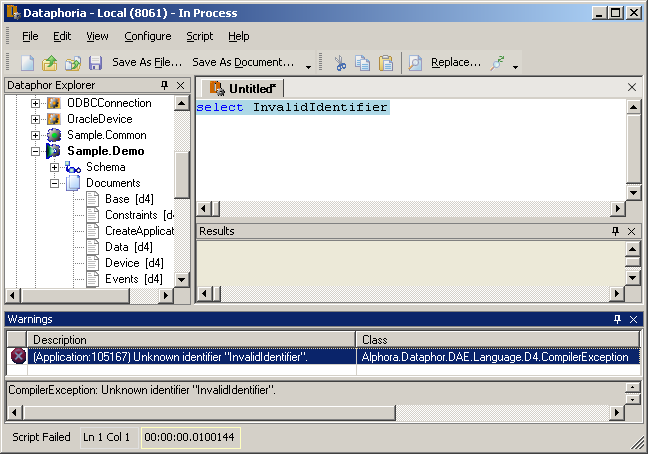 Dataphoria - Local (8061) - In Process
File Edit View Configure Script Help
Save As File... Save As Document... Replace...
Dataphor Explorer
ODBCConnection
OracleDevice
Sample.Common
Sample.Demo
Schema
Documents
Base [d4]
Constraints [d4
CreateApplica
Data [d4]
Device [d4]
Events [d4]
Untitled*
select InvalidIdentifier
Results
Warnings
Description Class
(Application:105167) Unknown identifier "InvalidIdentifier". Alphora.Dataphor.DAE.Language.D4.CompilerException
CompilerException: Unknown identifier "InvalidIdentifier".
Script Failed Ln 1 Col 1 00:00:00.0100144